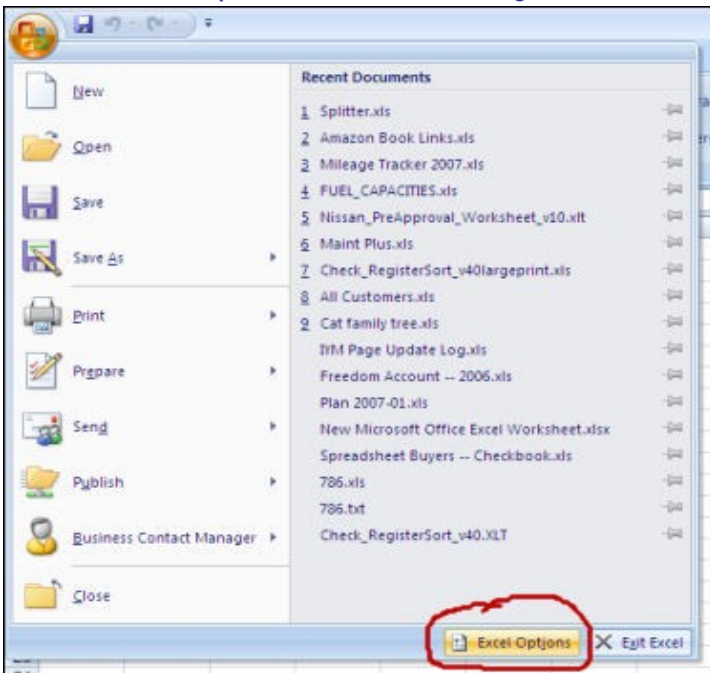 New
Open
Save
Save As
Print
Prepare
Send
Publish
Business Contact Manager
Close
Recent Documents
1 Splitter.xls
2 Amazon Book Links.xls
3 Mileage Tracker 2007.xls
4 FUEL_CAPACITIES.xls
5 Nissan_PreApproval_Worksheet_v10.xlt
6 Maint Plus.xls
7 Check_RegisterSort_v40largeprint.xls
8 All Customers.xls
9 Cat family tree.xls
IYM Page Update Log.xls
Freedom Account -- 2006.xls
Plan 2007-01.xls
New Microsoft Office Excel Worksheet.xlsx
Spreadsheet Buyers -- Checkbook.xls
786.xls
786.txt
Check_RegisterSort_v40.XLT
Excel Options
Exit Excel